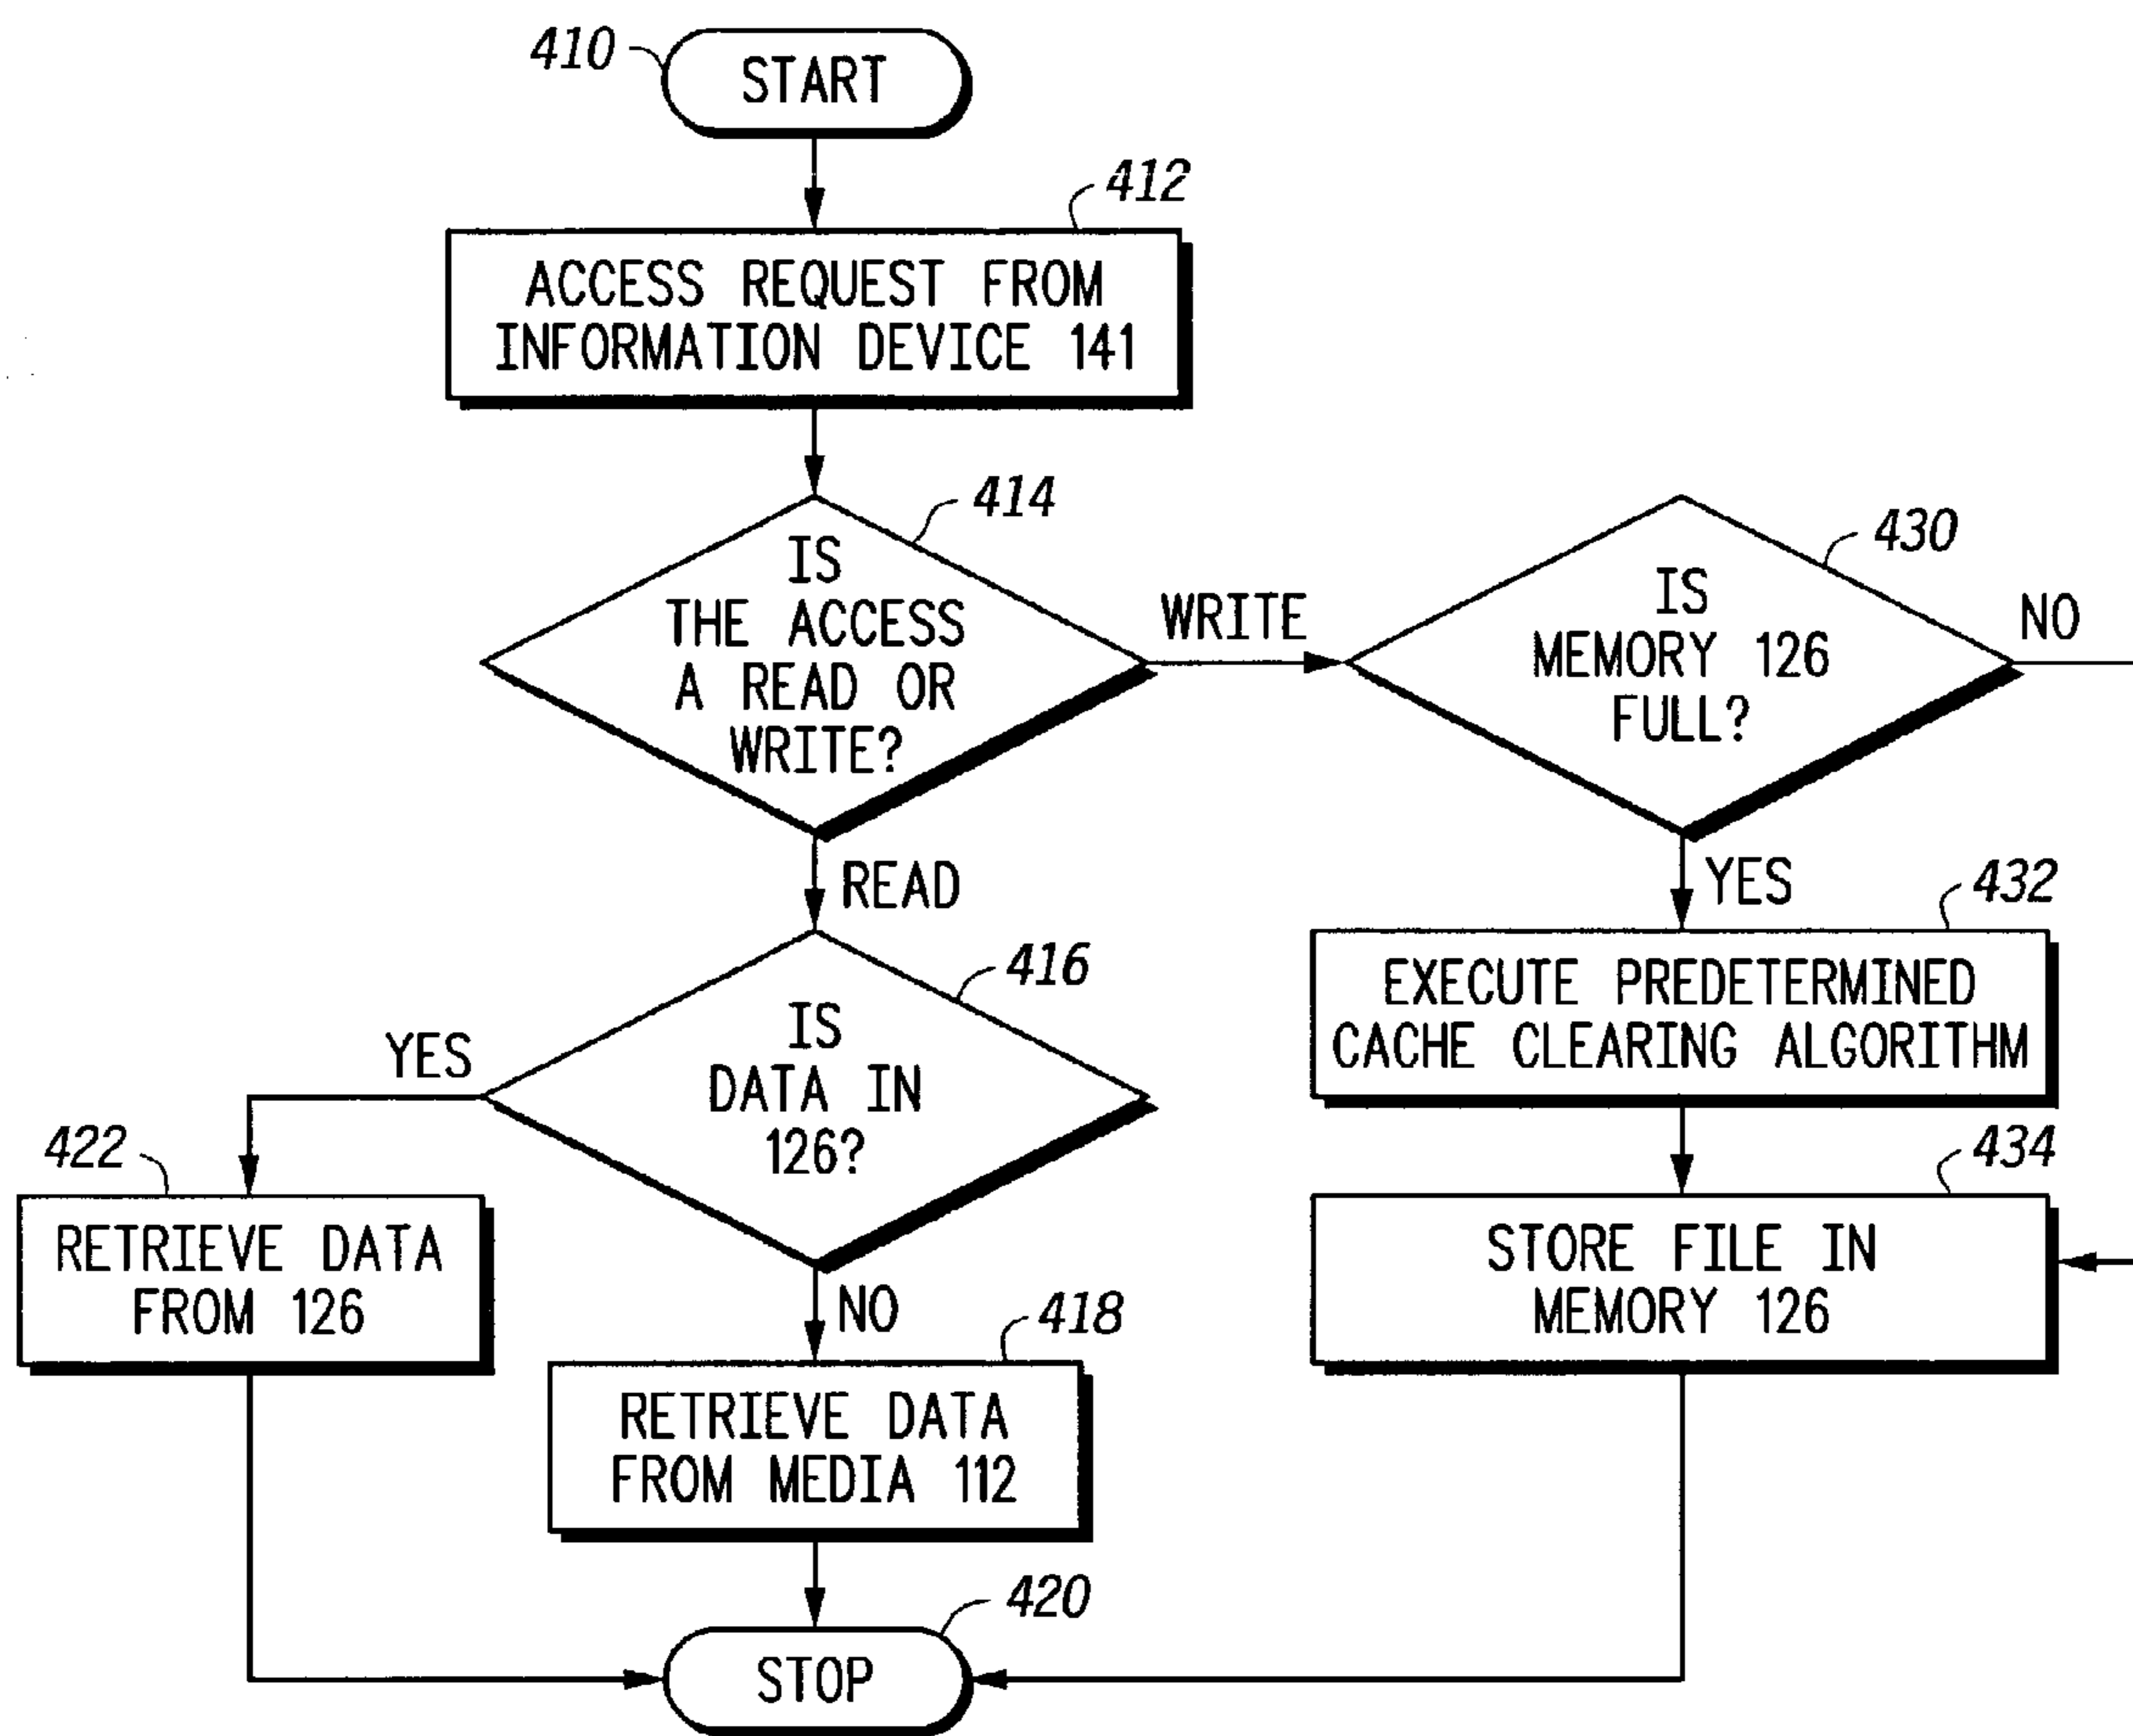 410
START
412
ACCESS REQUEST FROM
INFORMATION DEVICE 141
414
IS
THE ACCESS
A READ OR
WRITE?
WRITE
430
IS
MEMORY 126
FULL?
NO
READ
YES
416
IS
DATA IN
126?
YES
432
EXECUTE PREDETERMINED
CACHE CLEARING ALGORITHM
422
RETRIEVE DATA
FROM 126
NO
418
RETRIEVE DATA
FROM MEDIA 112
434
STORE FILE IN
MEMORY 126
420
STOP